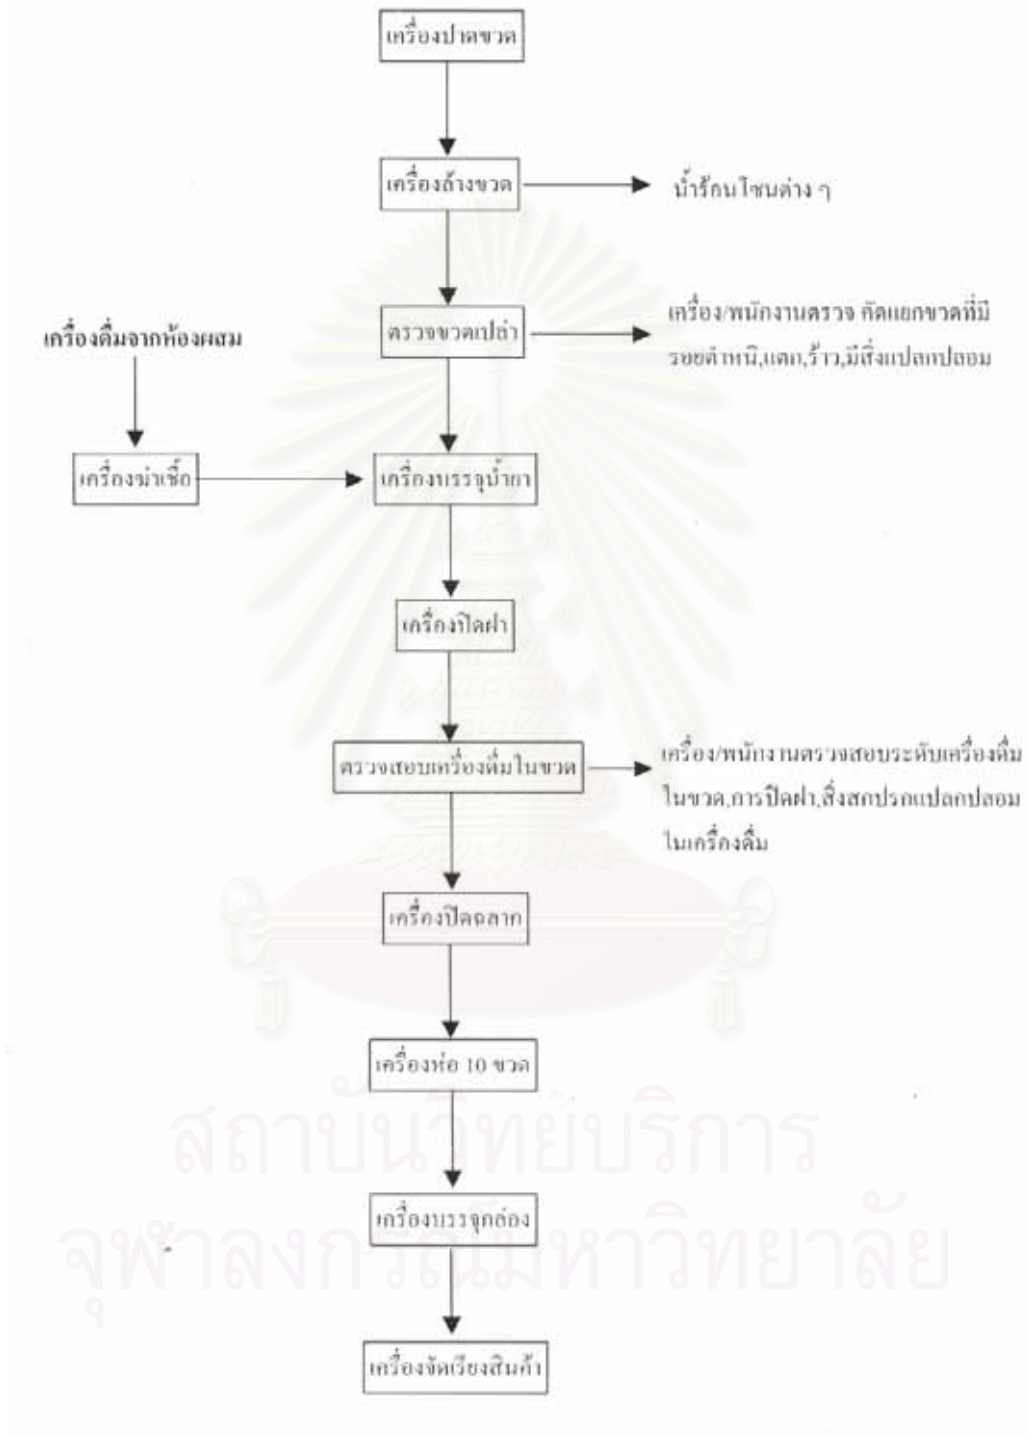 เครื่องปาดขวด
เครื่องล้างขวด
น้ำร้อนโซนต่าง ๆ
ตรวจขวดเปล่า
เครื่อง/พนักงานตรวจ คัดแยกขวดที่มี
รอยตำหนิ,แตก,ร้าว,มีสิ่งแปลกปลอม
เครื่องดื่มจากห้องผสม
เครื่องฆ่าเชื้อ
เครื่องบรรจุน้ำยา
เครื่องปิดฝา
ตรวจสอบเครื่องดื่มในขวด
เครื่อง/พนักงานตรวจสอบระดับเครื่องดื่ม
ในขวด,การปิดฝา,สิ่งสกปรกแปลกปลอม
ในเครื่องดื่ม
เครื่องปิดฉลาก
เครื่องห่อ 10 ขวด
เครื่องบรรจุกล่อง
เครื่องจัดเรียงสินค้า
สถาบันวิทยบริการ
จุฬาลงกรณ์มหาวิทยาลัย